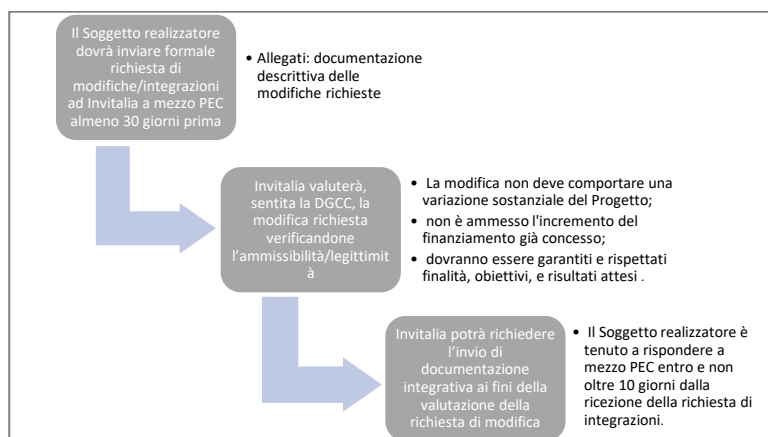 Il Soggetto realizzatore
dovrà inviare formale
richiesta di
modifiche/integrazioni
ad Invitalia a mezzo PEC
almeno 30 giorni prima
• Allegati: documentazione
descrittiva delle
modifiche richieste
Invitalia valuterà,
sentita la DGCC, la
modifica richiesta
verificandone
l'ammissibilità/legittimit
à
• La modifica non deve comportare una
variazione sostanziale del Progetto;
• non è ammesso l'incremento del
finanziamento già concesso;
• dovranno essere garantiti e rispettati
finalità, obiettivi, e risultati attesi .
Invitalia potrà richiedere
l'invio di
documentazione
integrativa ai fini della
valutazione della
richiesta di modifica
• Il Soggetto realizzatore è
tenuto a rispondere a
mezzo PEC entro e non
oltre 10 giorni dalla
ricezione della richiesta di
integrazioni.